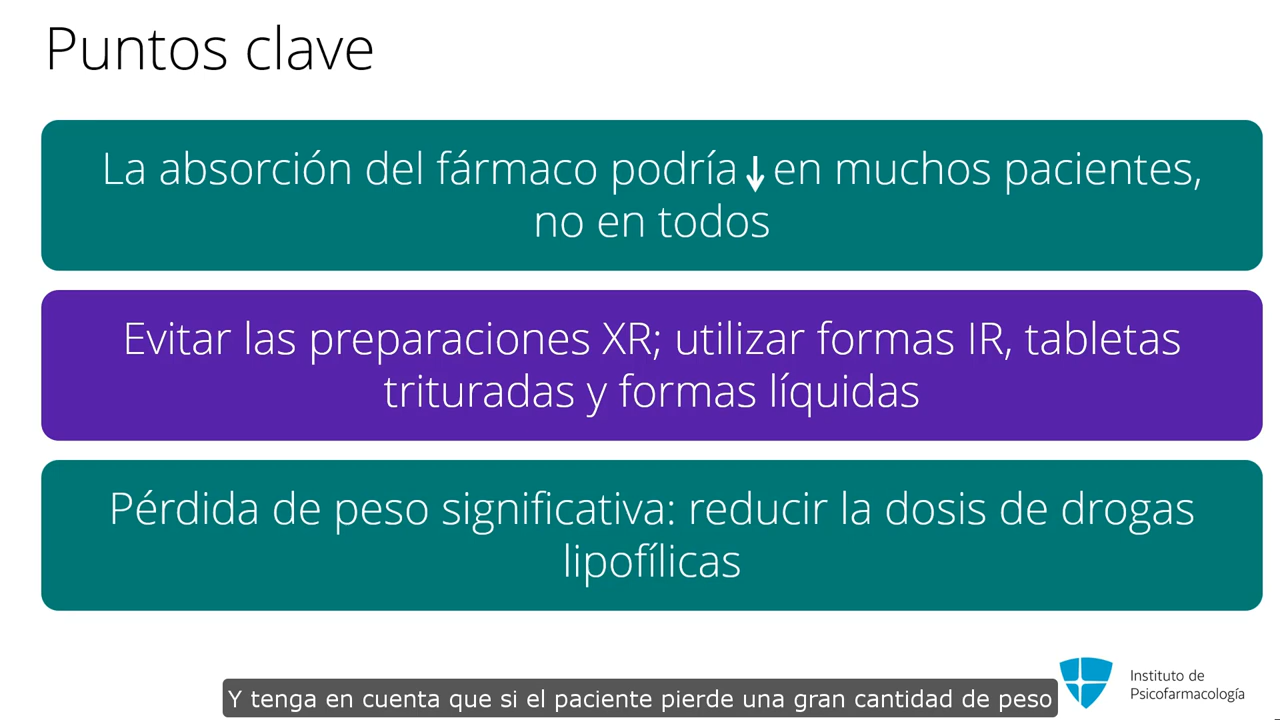 Puntos clave
La absorción del fármaco podría ↓ en muchos pacientes,
no en todos
Evitar las preparaciones XR; utilizar formas IR, tabletas
trituradas y formas líquidas
Pérdida de peso significativa: reducir la dosis de drogas
lipofílicas
Y tenga en cuenta que si el paciente pierde una gran cantidad de peso
Instituto de
Psicofarmacología